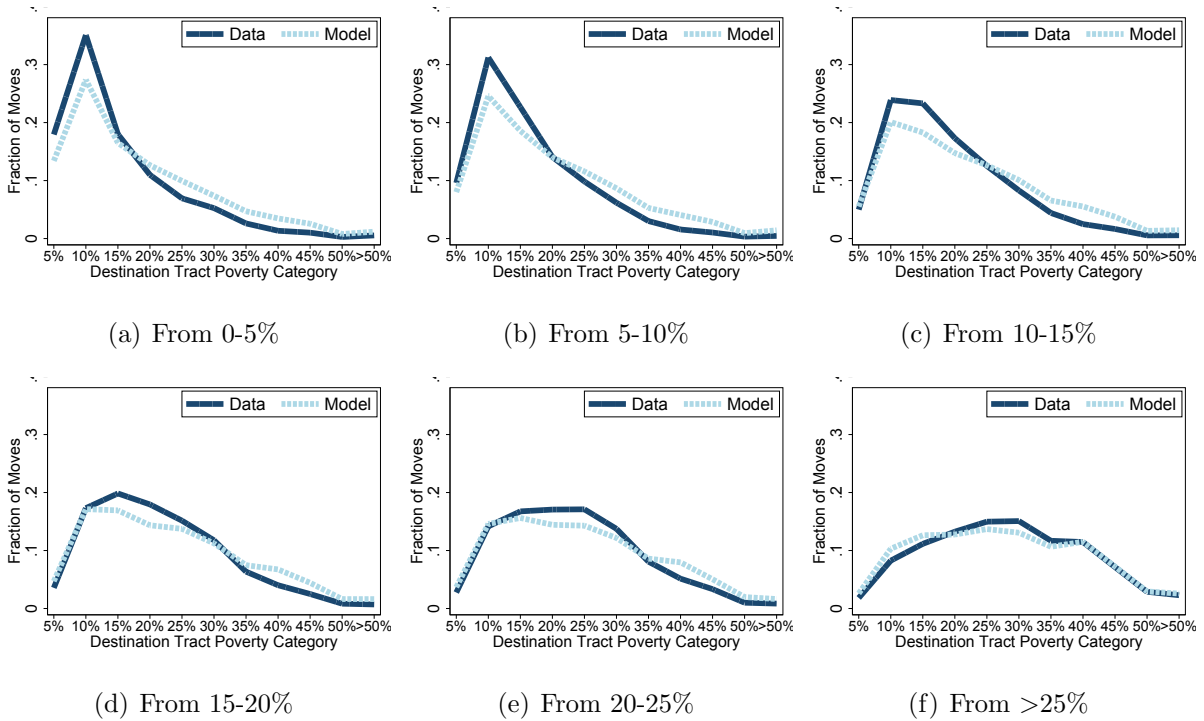 Data Model
Fraction of Moves
0 .1 .2 .3
5% 10% 15% 20% 25% 30% 35% 40% 45% 50%>50%
Destination Tract Poverty Category
(a) From 0-5%
Data Model
Fraction of Moves
0 .1 .2 .3
5% 10% 15% 20% 25% 30% 35% 40% 45% 50%>50%
Destination Tract Poverty Category
(b) From 5-10%
Data Model
Fraction of Moves
0 .1 .2 .3
5% 10% 15% 20% 25% 30% 35% 40% 45% 50%>50%
Destination Tract Poverty Category
(c) From 10-15%
Data Model
Fraction of Moves
0 .1 .2 .3
5% 10% 15% 20% 25% 30% 35% 40% 45% 50%>50%
Destination Tract Poverty Category
(d) From 15-20%
Data Model
Fraction of Moves
0 .1 .2 .3
5% 10% 15% 20% 25% 30% 35% 40% 45% 50%>50%
Destination Tract Poverty Category
(e) From 20-25%
Data Model
Fraction of Moves
0 .1 .2 .3
5% 10% 15% 20% 25% 30% 35% 40% 45% 50%>50%
Destination Tract Poverty Category
(f) From >25%